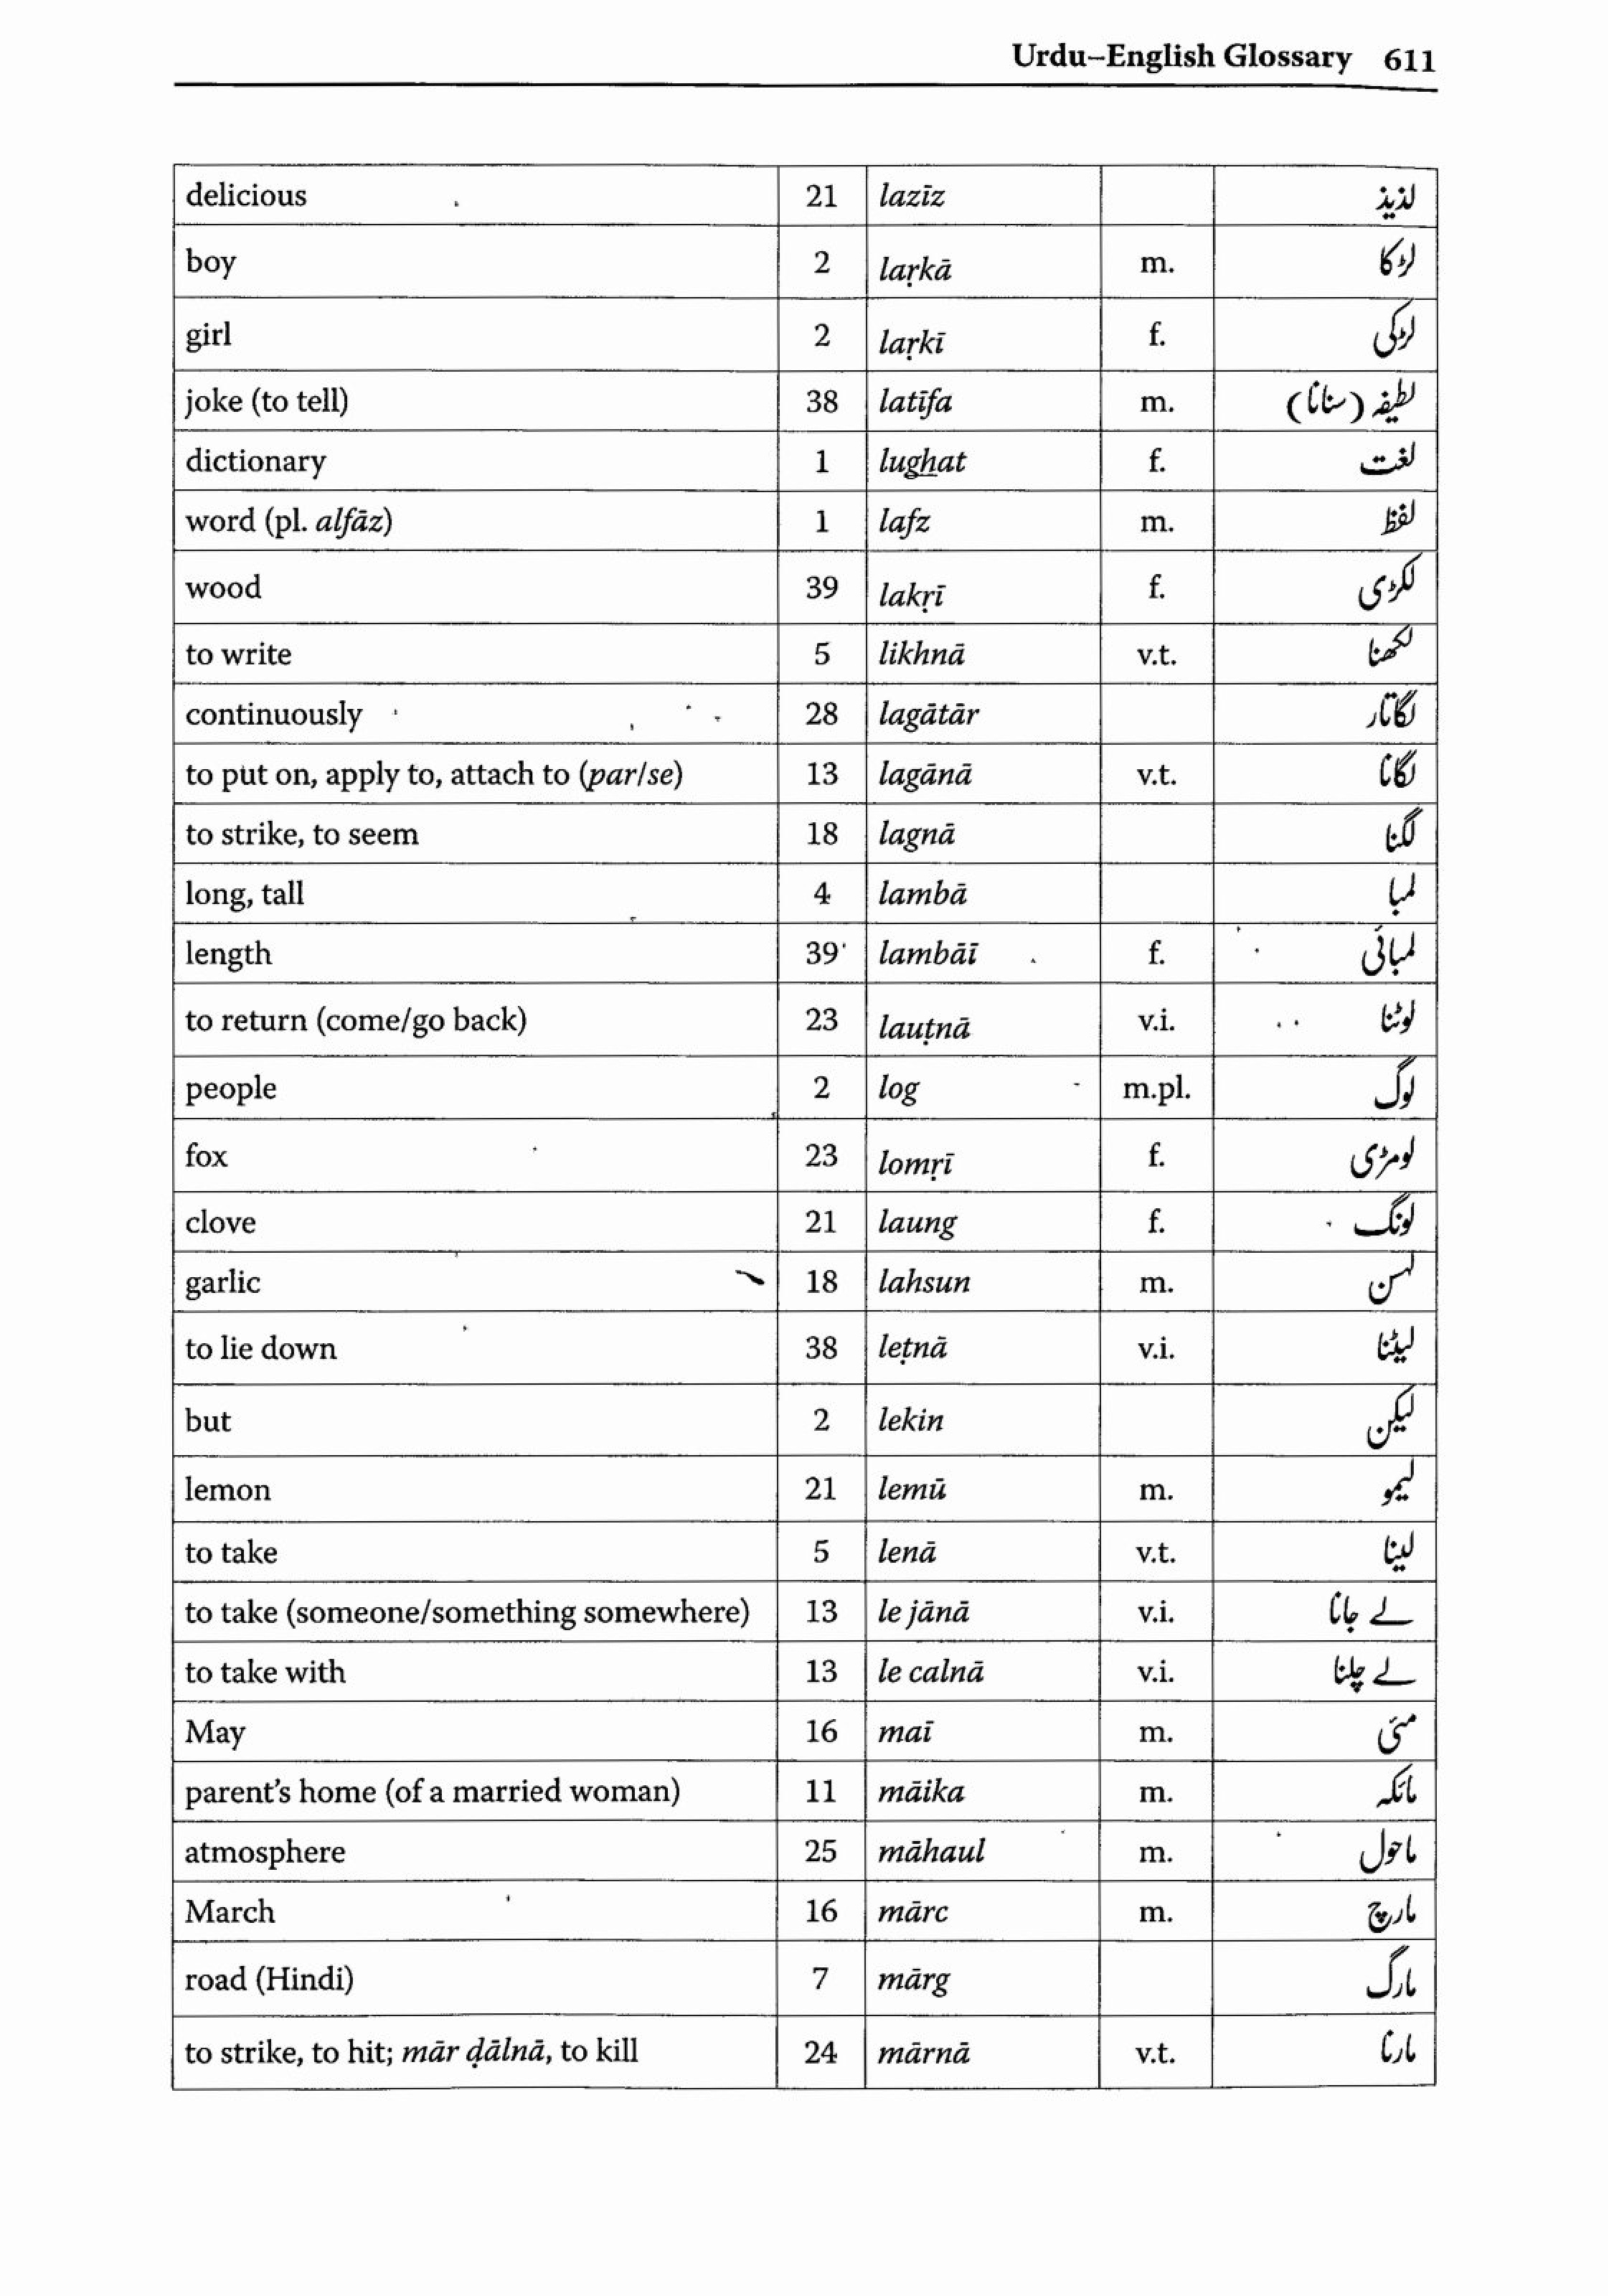 Urdu–English Glossary 611
delicious 21 lazīz لذیذ
boy 2 laṛkā m. لڑکا
girl 2 laṛkī f. لڑکی
joke (to tell) 38 latīfa m. لطیفہ (سنانا)
dictionary 1 lughat f. لغت
word (pl. alfāz) 1 lafz m. لفظ
wood 39 lakṛī f. لکڑی
to write 5 likhnā v.t. لکھنا
continuously 28 lagātār لگاتار
to put on, apply to, attach to (par/se) 13 lagānā v.t. لگانا
to strike, to seem 18 lagnā لگنا
long, tall 4 lambā لمبا
length 39 lambāī f. لمبائی
to return (come/go back) 23 lauṭnā v.i. لوٹنا
people 2 log m.pl. لوگ
fox 23 lomṛī f. لومڑی
clove 21 laung f. لونگ
garlic 18 lahsun m. لہسن
to lie down 38 leṭnā v.i. لیٹنا
but 2 lekin لیکن
lemon 21 lemū m. لیمو
to take 5 lenā v.t. لینا
to take (someone/something somewhere) 13 le jānā v.i. لے جانا
to take with 13 le calnā v.i. لے چلنا
May 16 maī m. مئی
parent's home (of a married woman) 11 māika m. مائکہ
atmosphere 25 māhaul m. ماحول
March 16 mārc m. مارچ
road (Hindi) 7 mārg مارگ
to strike, to hit; mār ḍālnā, to kill 24 mārnā v.t. مارنا